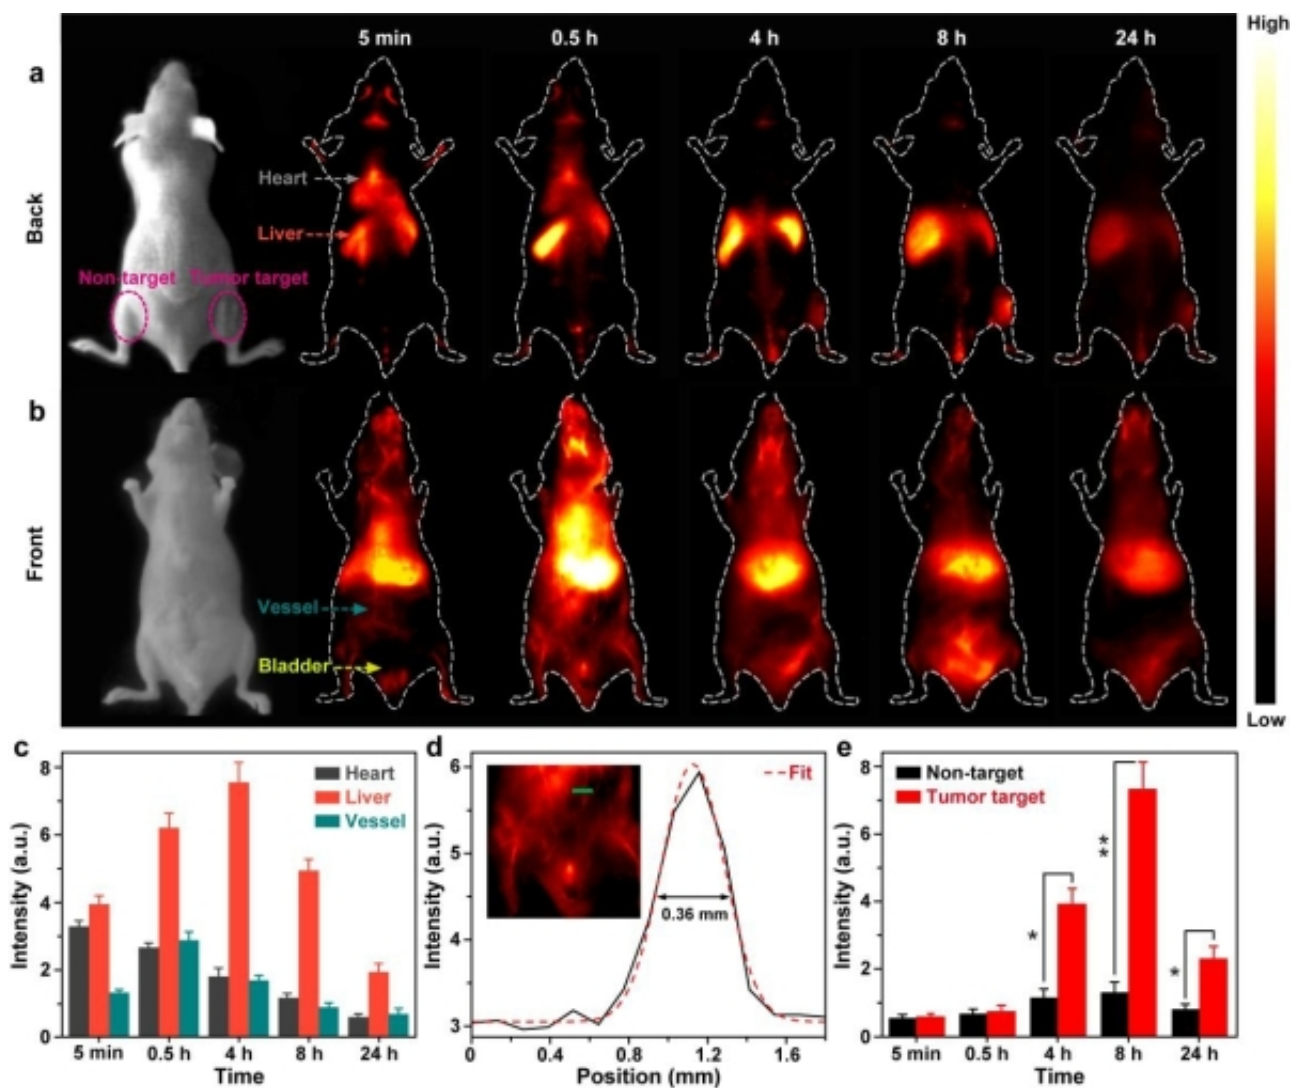 5 min 0.5 h 4 h 8 h 24 h High
a
Back
Heart
Liver
Non-target Tumor target
b
Front
Vessel
Bladder
Low
c
Heart
Liver
Vessel
Intensity (a.u.)
8
6
4
2
0
5 min 0.5 h 4 h 8 h 24 h
Time
d
Fit
0.36 mm
Intensity (a.u.)
6
5
4
3
0 0.4 0.8 1.2 1.6
Position (mm)
e
Non-target
Tumor target
Intensity (a.u.)
8
6
4
2
0
*
**
*
5 min 0.5 h 4 h 8 h 24 h
Time